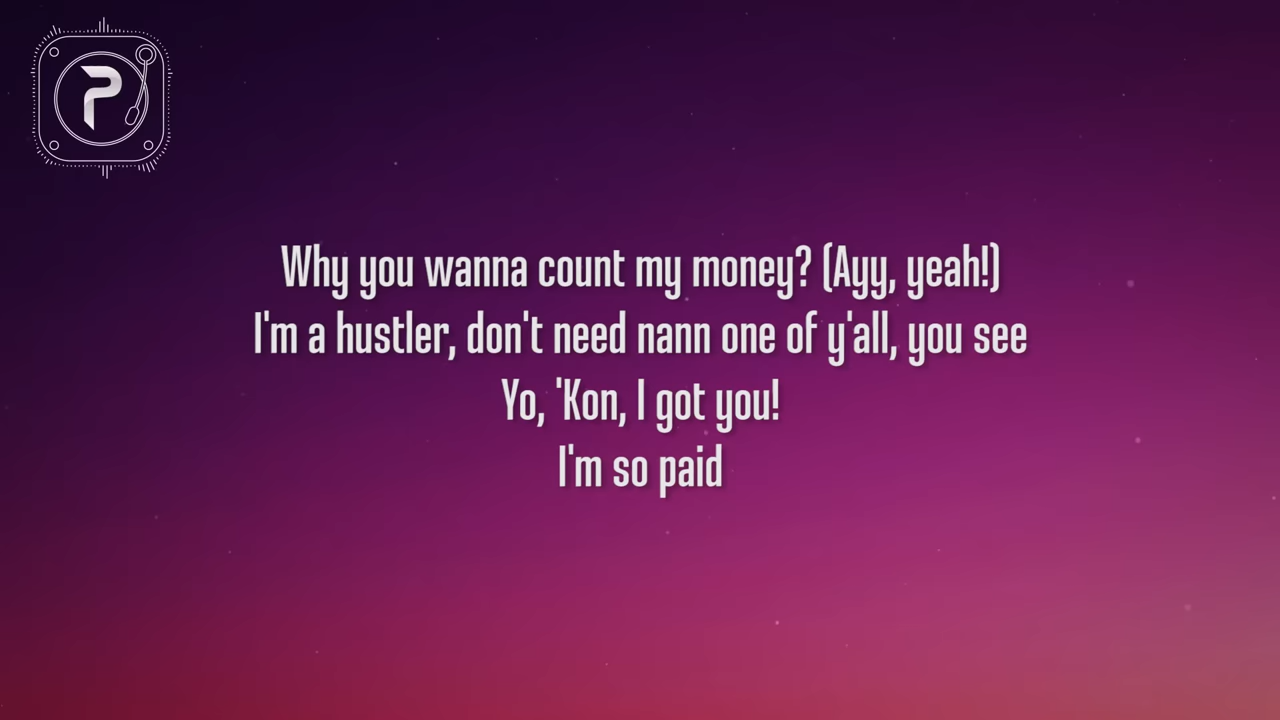 P
Why you wanna count my money? (Ayy, yeah!)
I'm a hustler, don't need nann one of y'all, you see
Yo, 'Kon, I got you!
I'm so paid